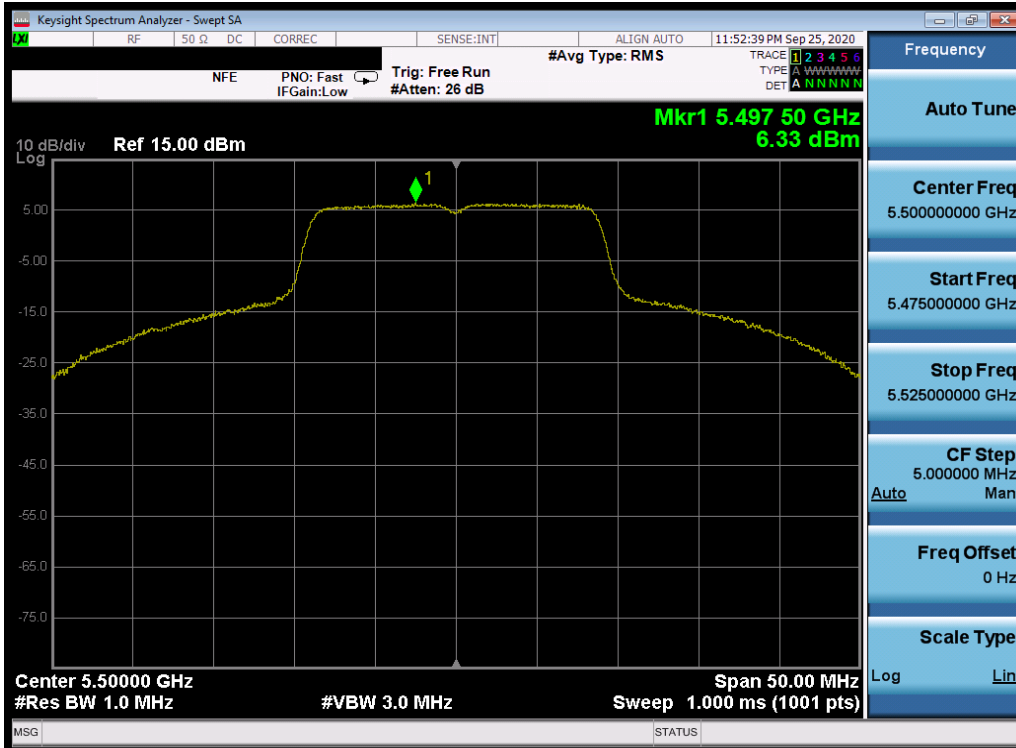 Keysight Spectrum Analyzer - Swept SA
LXI RF 50 Ω DC CORREC SENSE:INT ALIGN AUTO 11:52:39 PM Sep 25, 2020
NFE PNO: Fast IFGain:Low Trig: Free Run #Atten: 26 dB #Avg Type: RMS
TRACE 1 2 3 4 5 6
TYPE A WWWWW
DET A N N N N N
Mkr1 5.497 50 GHz
6.33 dBm
10 dB/div Ref 15.00 dBm
Log
1
5.00
-5.00
-15.0
-25.0
-35.0
-45.0
-55.0
-65.0
-75.0
Center 5.50000 GHz Span 50.00 MHz
#Res BW 1.0 MHz #VBW 3.0 MHz Sweep 1.000 ms (1001 pts)
MSG STATUS
Frequency
Auto Tune
Center Freq
5.500000000 GHz
Start Freq
5.475000000 GHz
Stop Freq
5.525000000 GHz
CF Step
5.000000 MHz
Auto Man
Freq Offset
0 Hz
Scale Type
Log Lin